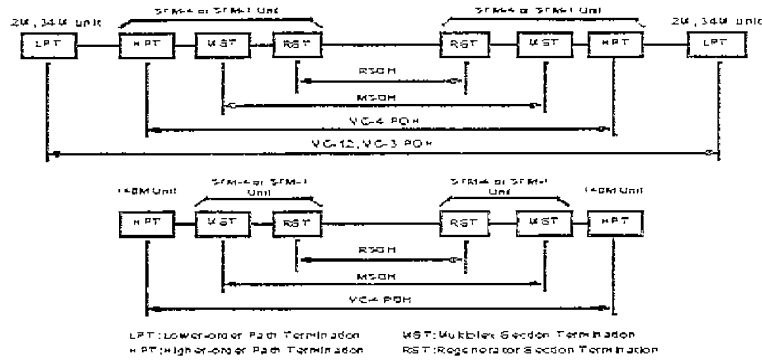 STM-4 or STM-1 Unit STM-4 or STM-1 Unit
2M, 34M Unit 2M, 34M Unit
LPT HPT MST RST RST MST HPT LPT
RSOH
MSOH
VC-4 POH
VC-12, VC-3 POH
140M Unit STM-4 or STM-1 Unit STM-4 or STM-1 Unit 140M Unit
HPT MST RST RST MST HPT
RSOH
MSOH
VC-4 POH
LPT:Lower-order Path Termination MST:Multiplex Section Termination
HPT:Higher-order Path Termination RST:Regenerator Section Termination